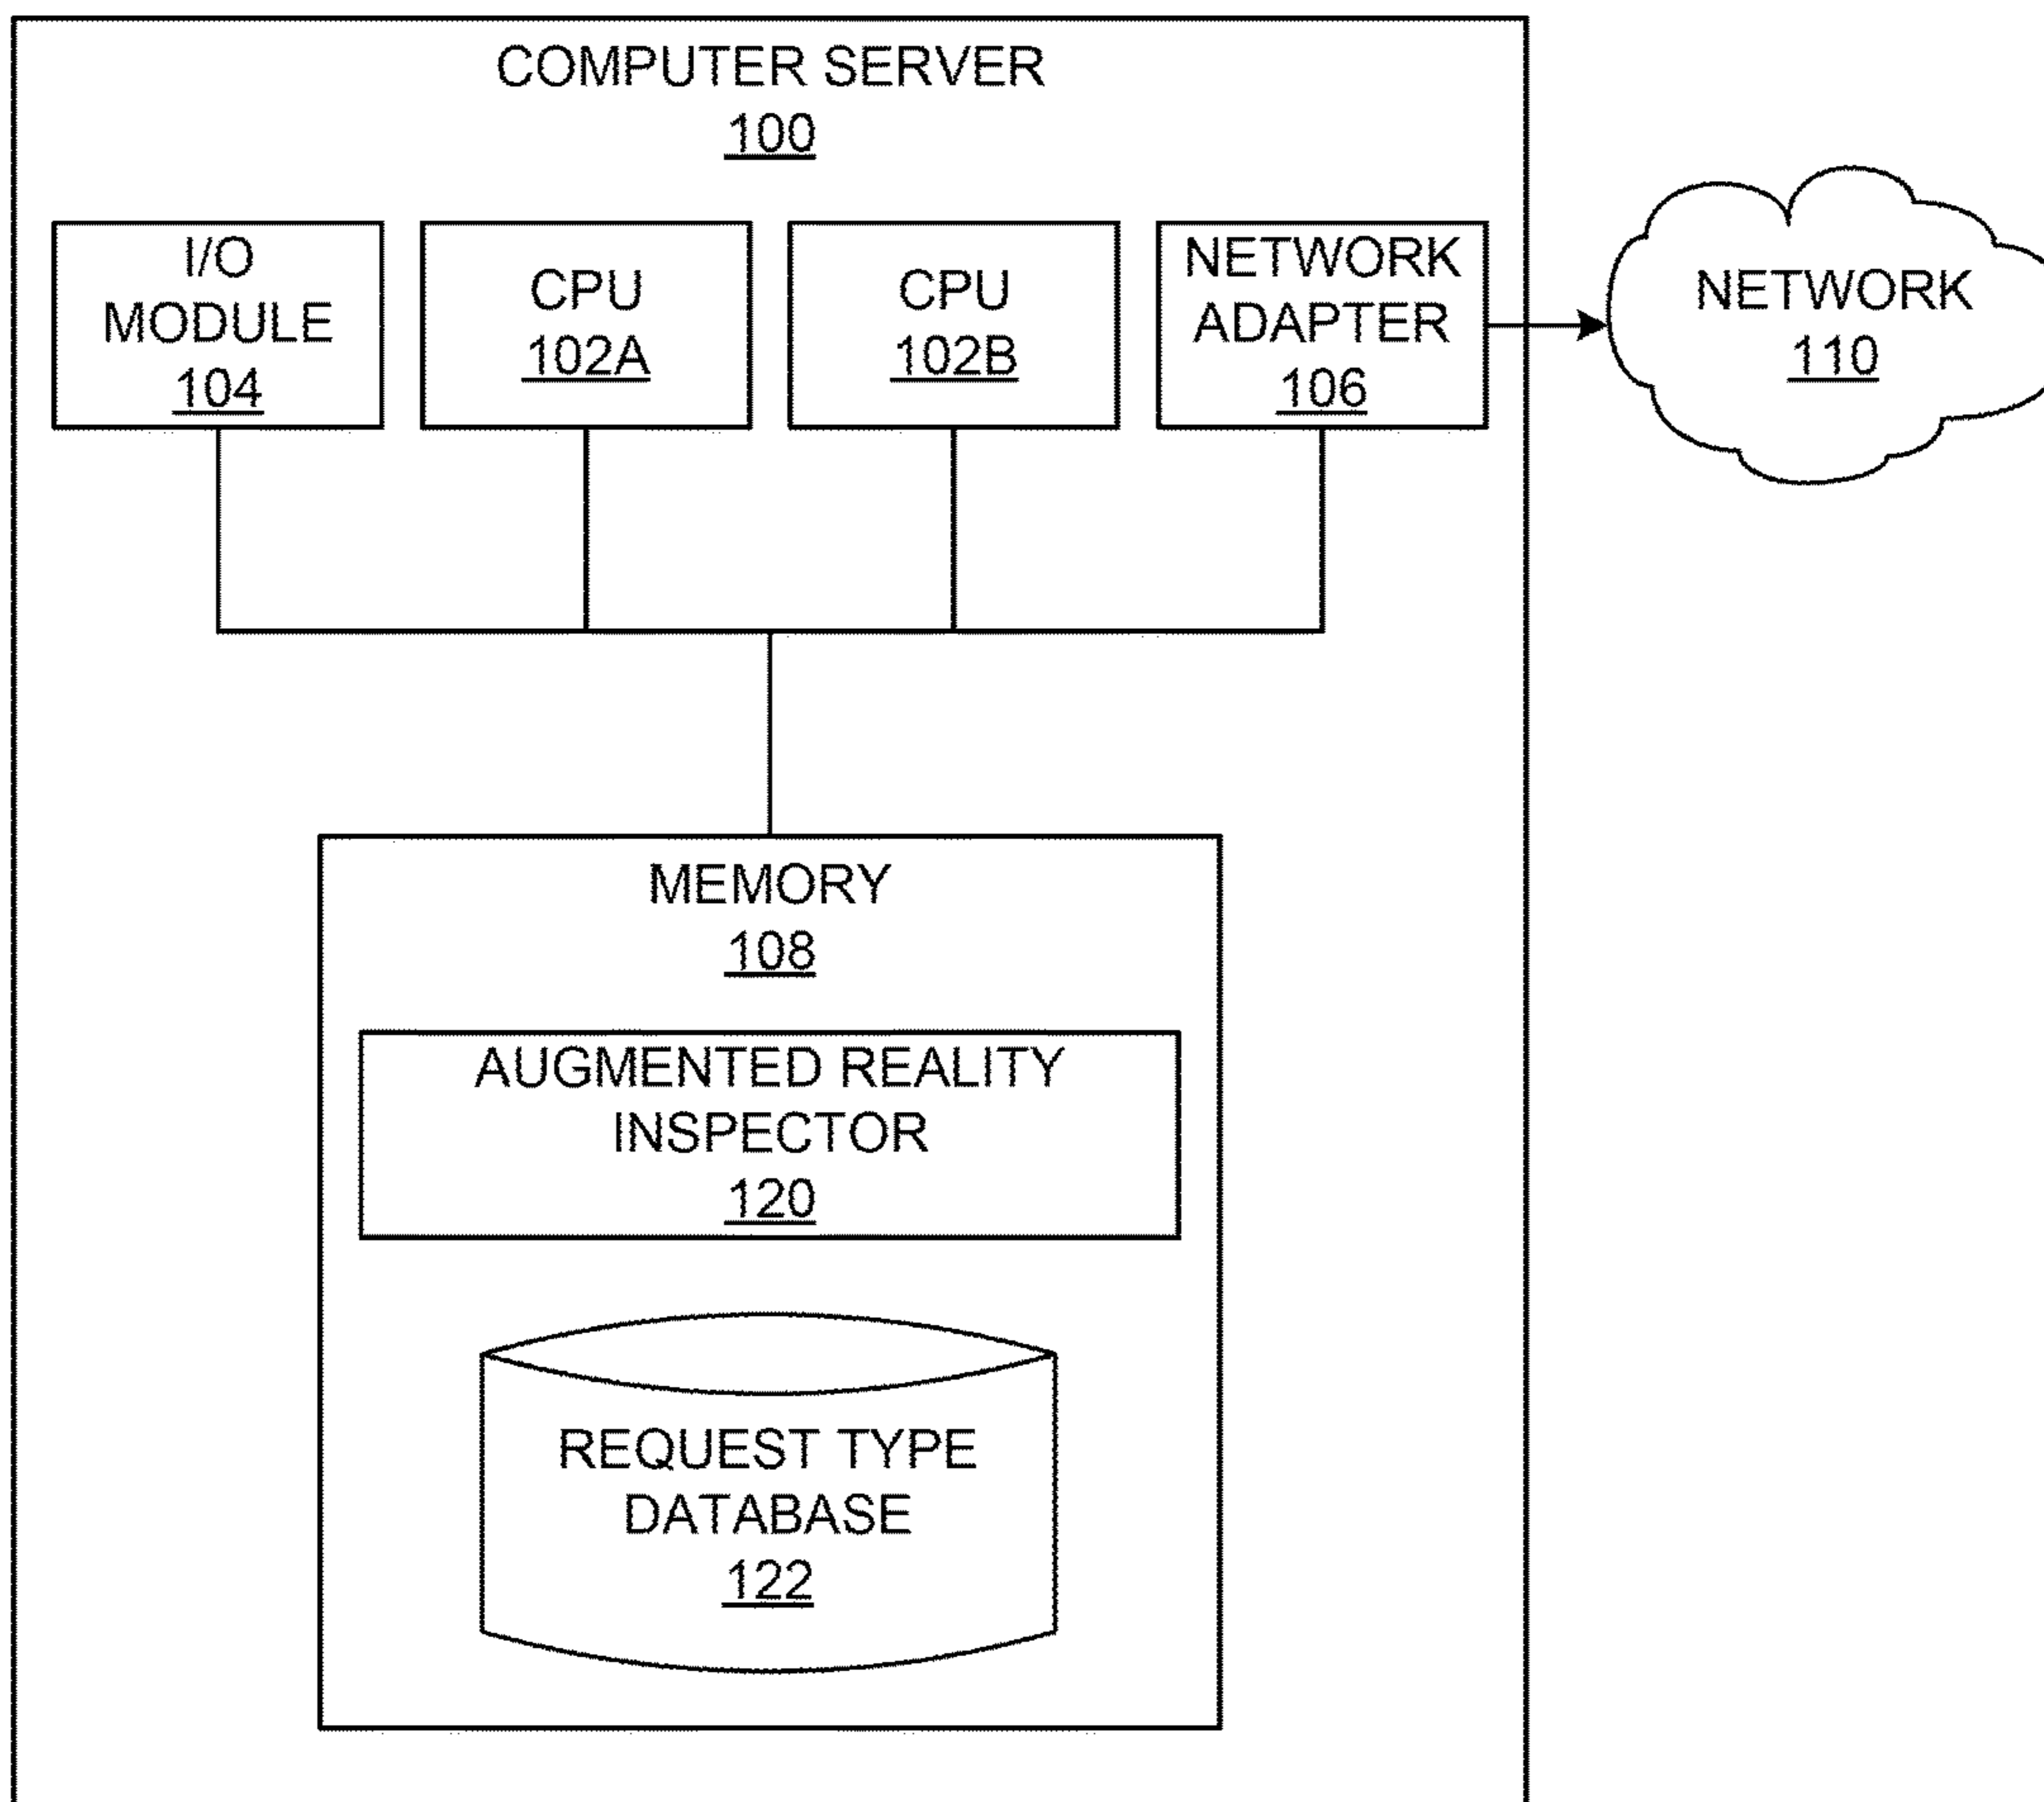 COMPUTER SERVER
100
I/O
MODULE
104
CPU
102A
CPU
102B
NETWORK
ADAPTER
106
NETWORK
110
MEMORY
108
AUGMENTED REALITY
INSPECTOR
120
REQUEST TYPE
DATABASE
122